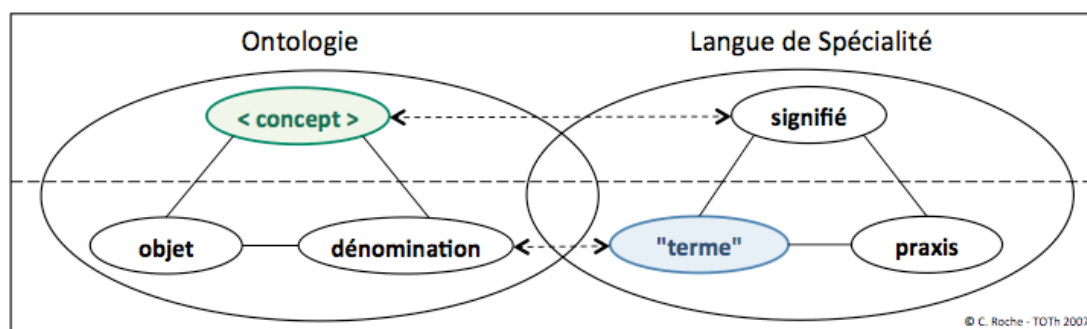 Ontologie
Langue de Spécialité
< concept >
signifié
objet
dénomination
"terme"
praxis
© C. Roche - TOTh 2007